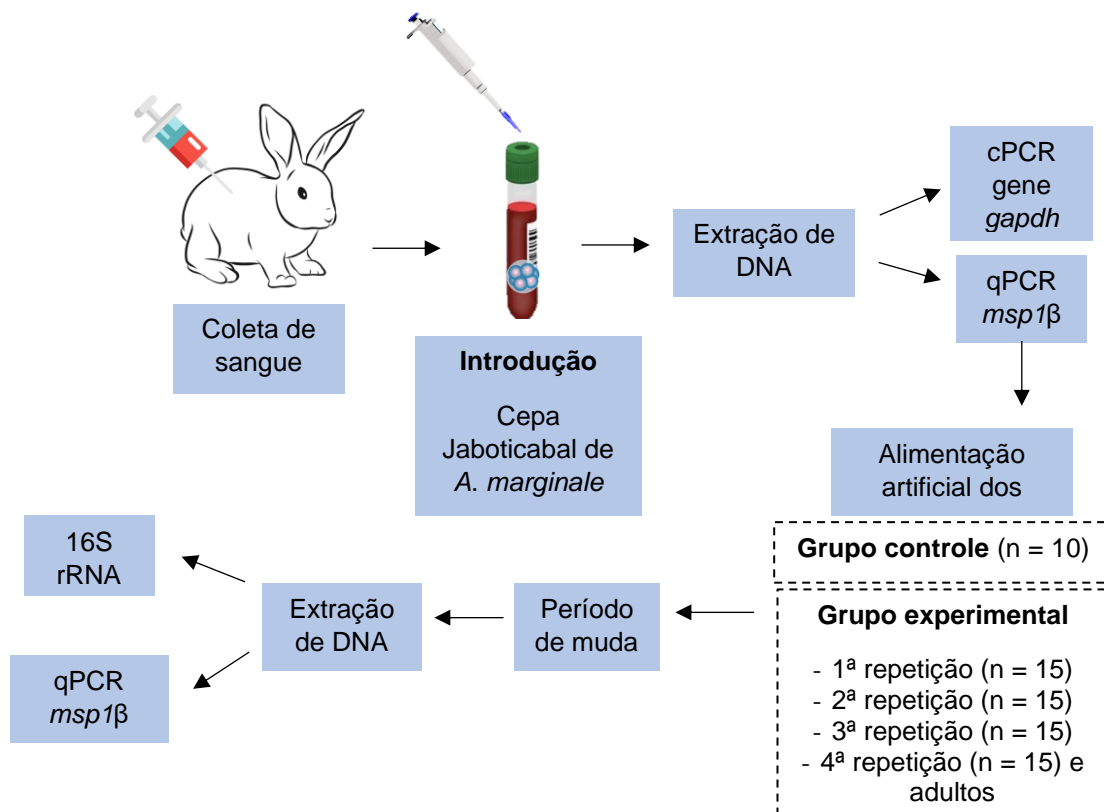 Coleta de
sangue
Introdução
Cepa
Jaboticabal de
A. marginale
Extração de
DNA
cPCR
gene
gapdh
qPCR
msp1β
Alimentação
artificial dos
Grupo controle (n = 10)
Grupo experimental
- 1ª repetição (n = 15)
- 2ª repetição (n = 15)
- 3ª repetição (n = 15)
- 4ª repetição (n = 15) e
adultos
Período
de muda
Extração
de DNA
16S
rRNA
qPCR
msp1β